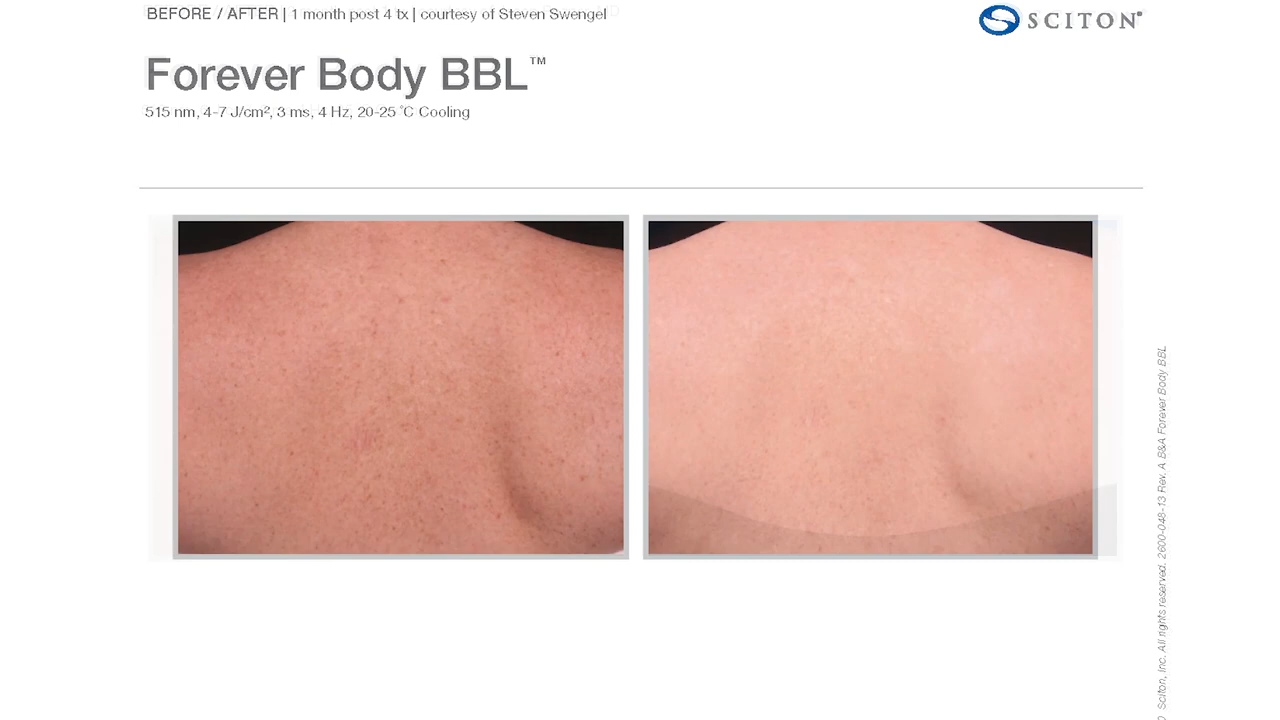 BEFORE / AFTER | 1 month post 4 tx | courtesy of Steven Swengel
SCITON®
Forever Body BBL™
515 nm, 4-7 J/cm², 3 ms, 4 Hz, 20-25 °C Cooling
Sciton, Inc. All rights reserved. 2600-048-13 Rev. A B&A Forever Body BBL